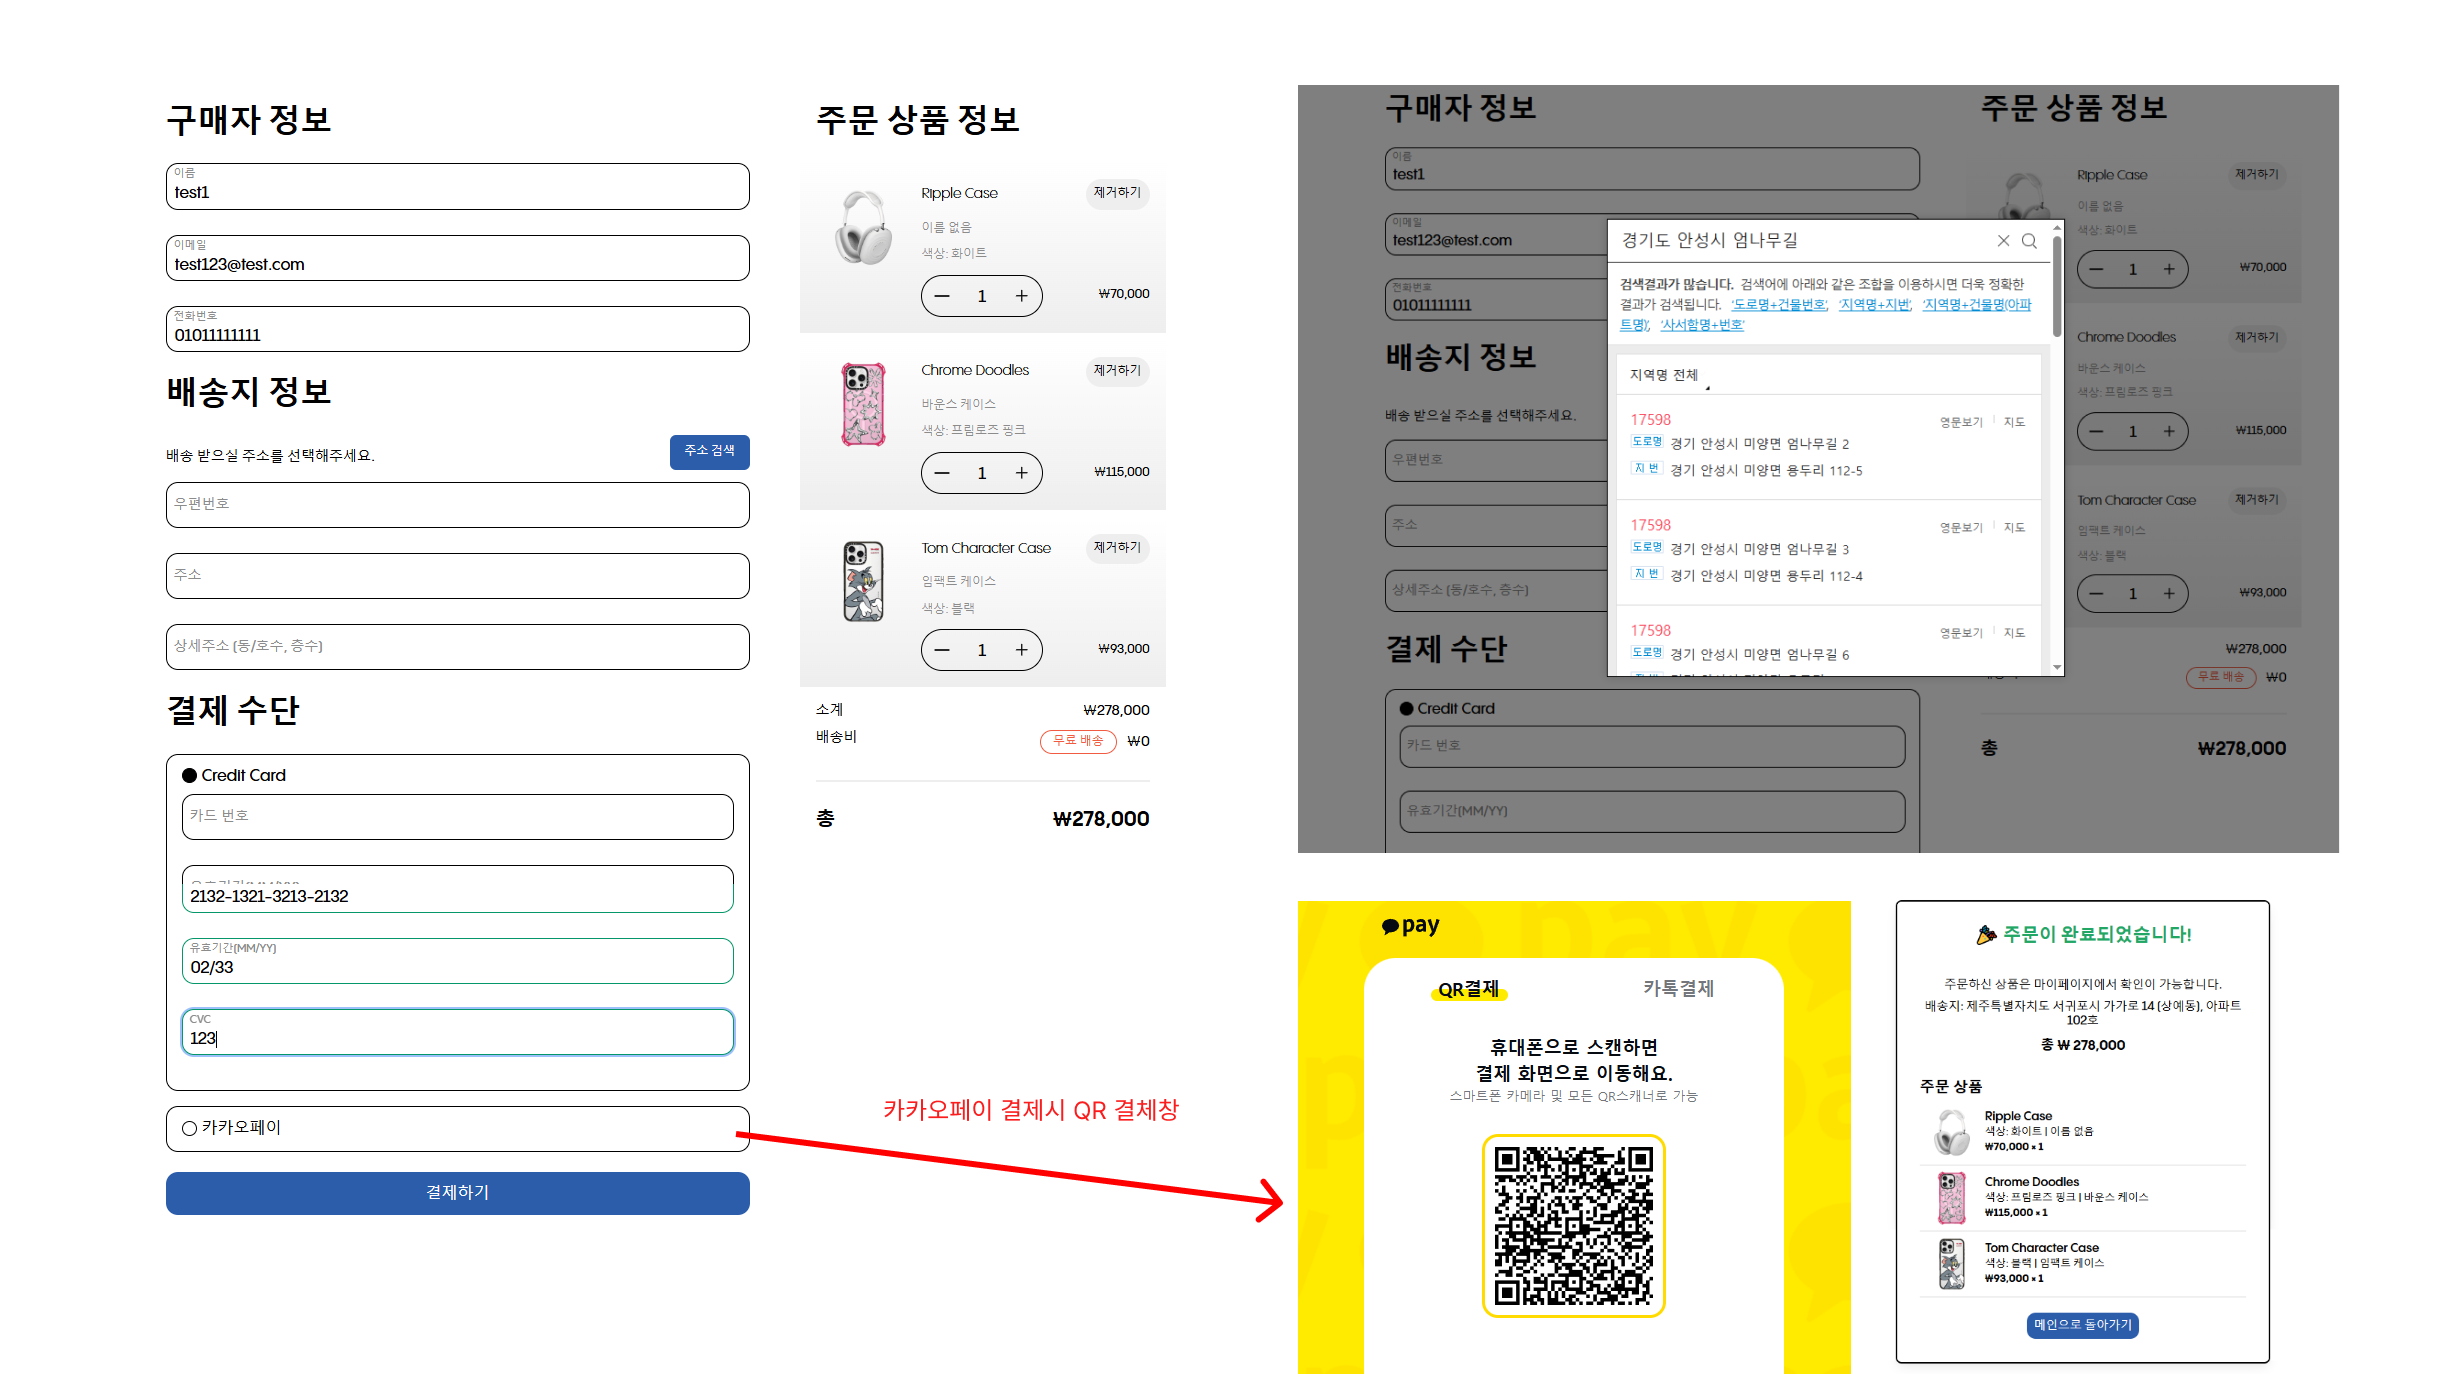 구매자 정보
이름
test1
이메일
test123@test.com
전화번호
01011111111
배송지 정보
배송 받으실 주소를 선택해주세요.
주소 검색
우편번호
주소
상세주소 (동/호수, 층수)
결제 수단
Credit Card
카드 번호
2132-1321-3213-2132
유효기간(MM/YY)
02/33
CVC
123
카카오페이
결제하기
주문 상품 정보
Ripple Case
제거하기
이름 없음
색상: 화이트
1
₩70,000
Chrome Doodles
제거하기
바운스 케이스
색상: 프림로즈 핑크
1
₩115,000
Tom Character Case
제거하기
임팩트 케이스
색상: 블랙
1
₩93,000
소계
₩278,000
배송비
무료 배송
₩0
총
₩278,000
카카오페이 결제시 QR 결체창
구매자 정보
이름
test1
이메일
test123@test.com
전화번호
01011111111
배송지 정보
배송 받으실 주소를 선택해주세요.
우편번호
주소
상세주소 (동/호수, 층수)
결제 수단
Credit Card
카드 번호
유효기간(MM/YY)
경기도 안성시 엄나무길
검색결과가 많습니다. 검색어에 아래와 같은 조합을 이용하시면 더욱 정확한
결과가 검색됩니다. '도로명+건물번호', '지역명+지번', '지역명+건물명(아파
트명)', '사서함명+번호'
지역명 전체
17598
영문보기
지도
도로명 경기 안성시 미양면 엄나무길 2
지 번 경기 안성시 미양면 용두리 112-5
17598
영문보기
지도
도로명 경기 안성시 미양면 엄나무길 3
지 번 경기 안성시 미양면 용두리 112-4
17598
영문보기
지도
도로명 경기 안성시 미양면 엄나무길 6
주문 상품 정보
Ripple Case
제거하기
이름 없음
색상: 화이트
1
₩70,000
Chrome Doodles
제거하기
바운스 케이스
색상: 프림로즈 핑크
1
₩115,000
Tom Character Case
제거하기
임팩트 케이스
색상: 블랙
1
₩93,000
₩278,000
무료 배송
₩0
총
₩278,000
pay
QR결제
카톡결제
휴대폰으로 스캔하면
결제 화면으로 이동해요.
스마트폰 카메라 및 모든 QR스캐너로 가능
주문이 완료되었습니다!
주문하신 상품은 마이페이지에서 확인이 가능합니다.
배송지: 제주특별자치도 서귀포시 가가로 14 (상예동), 아파트
102호
총 ₩ 278,000
주문 상품
Ripple Case
색상: 화이트 | 이름 없음
₩70,000 × 1
Chrome Doodles
색상: 프림로즈 핑크 | 바운스 케이스
₩115,000 × 1
Tom Character Case
색상: 블랙 | 임팩트 케이스
₩93,000 × 1
메인으로 돌아가기